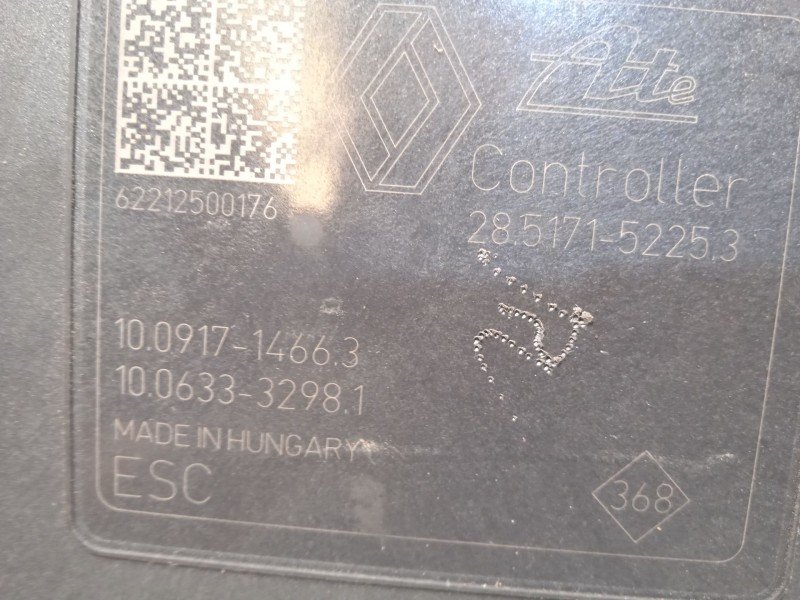 Ate
Controller
62212500176
28.5171-5225.3
10.0917-1466.3
10.0633-3298.1
MADE IN HUNGARY
ESC
368